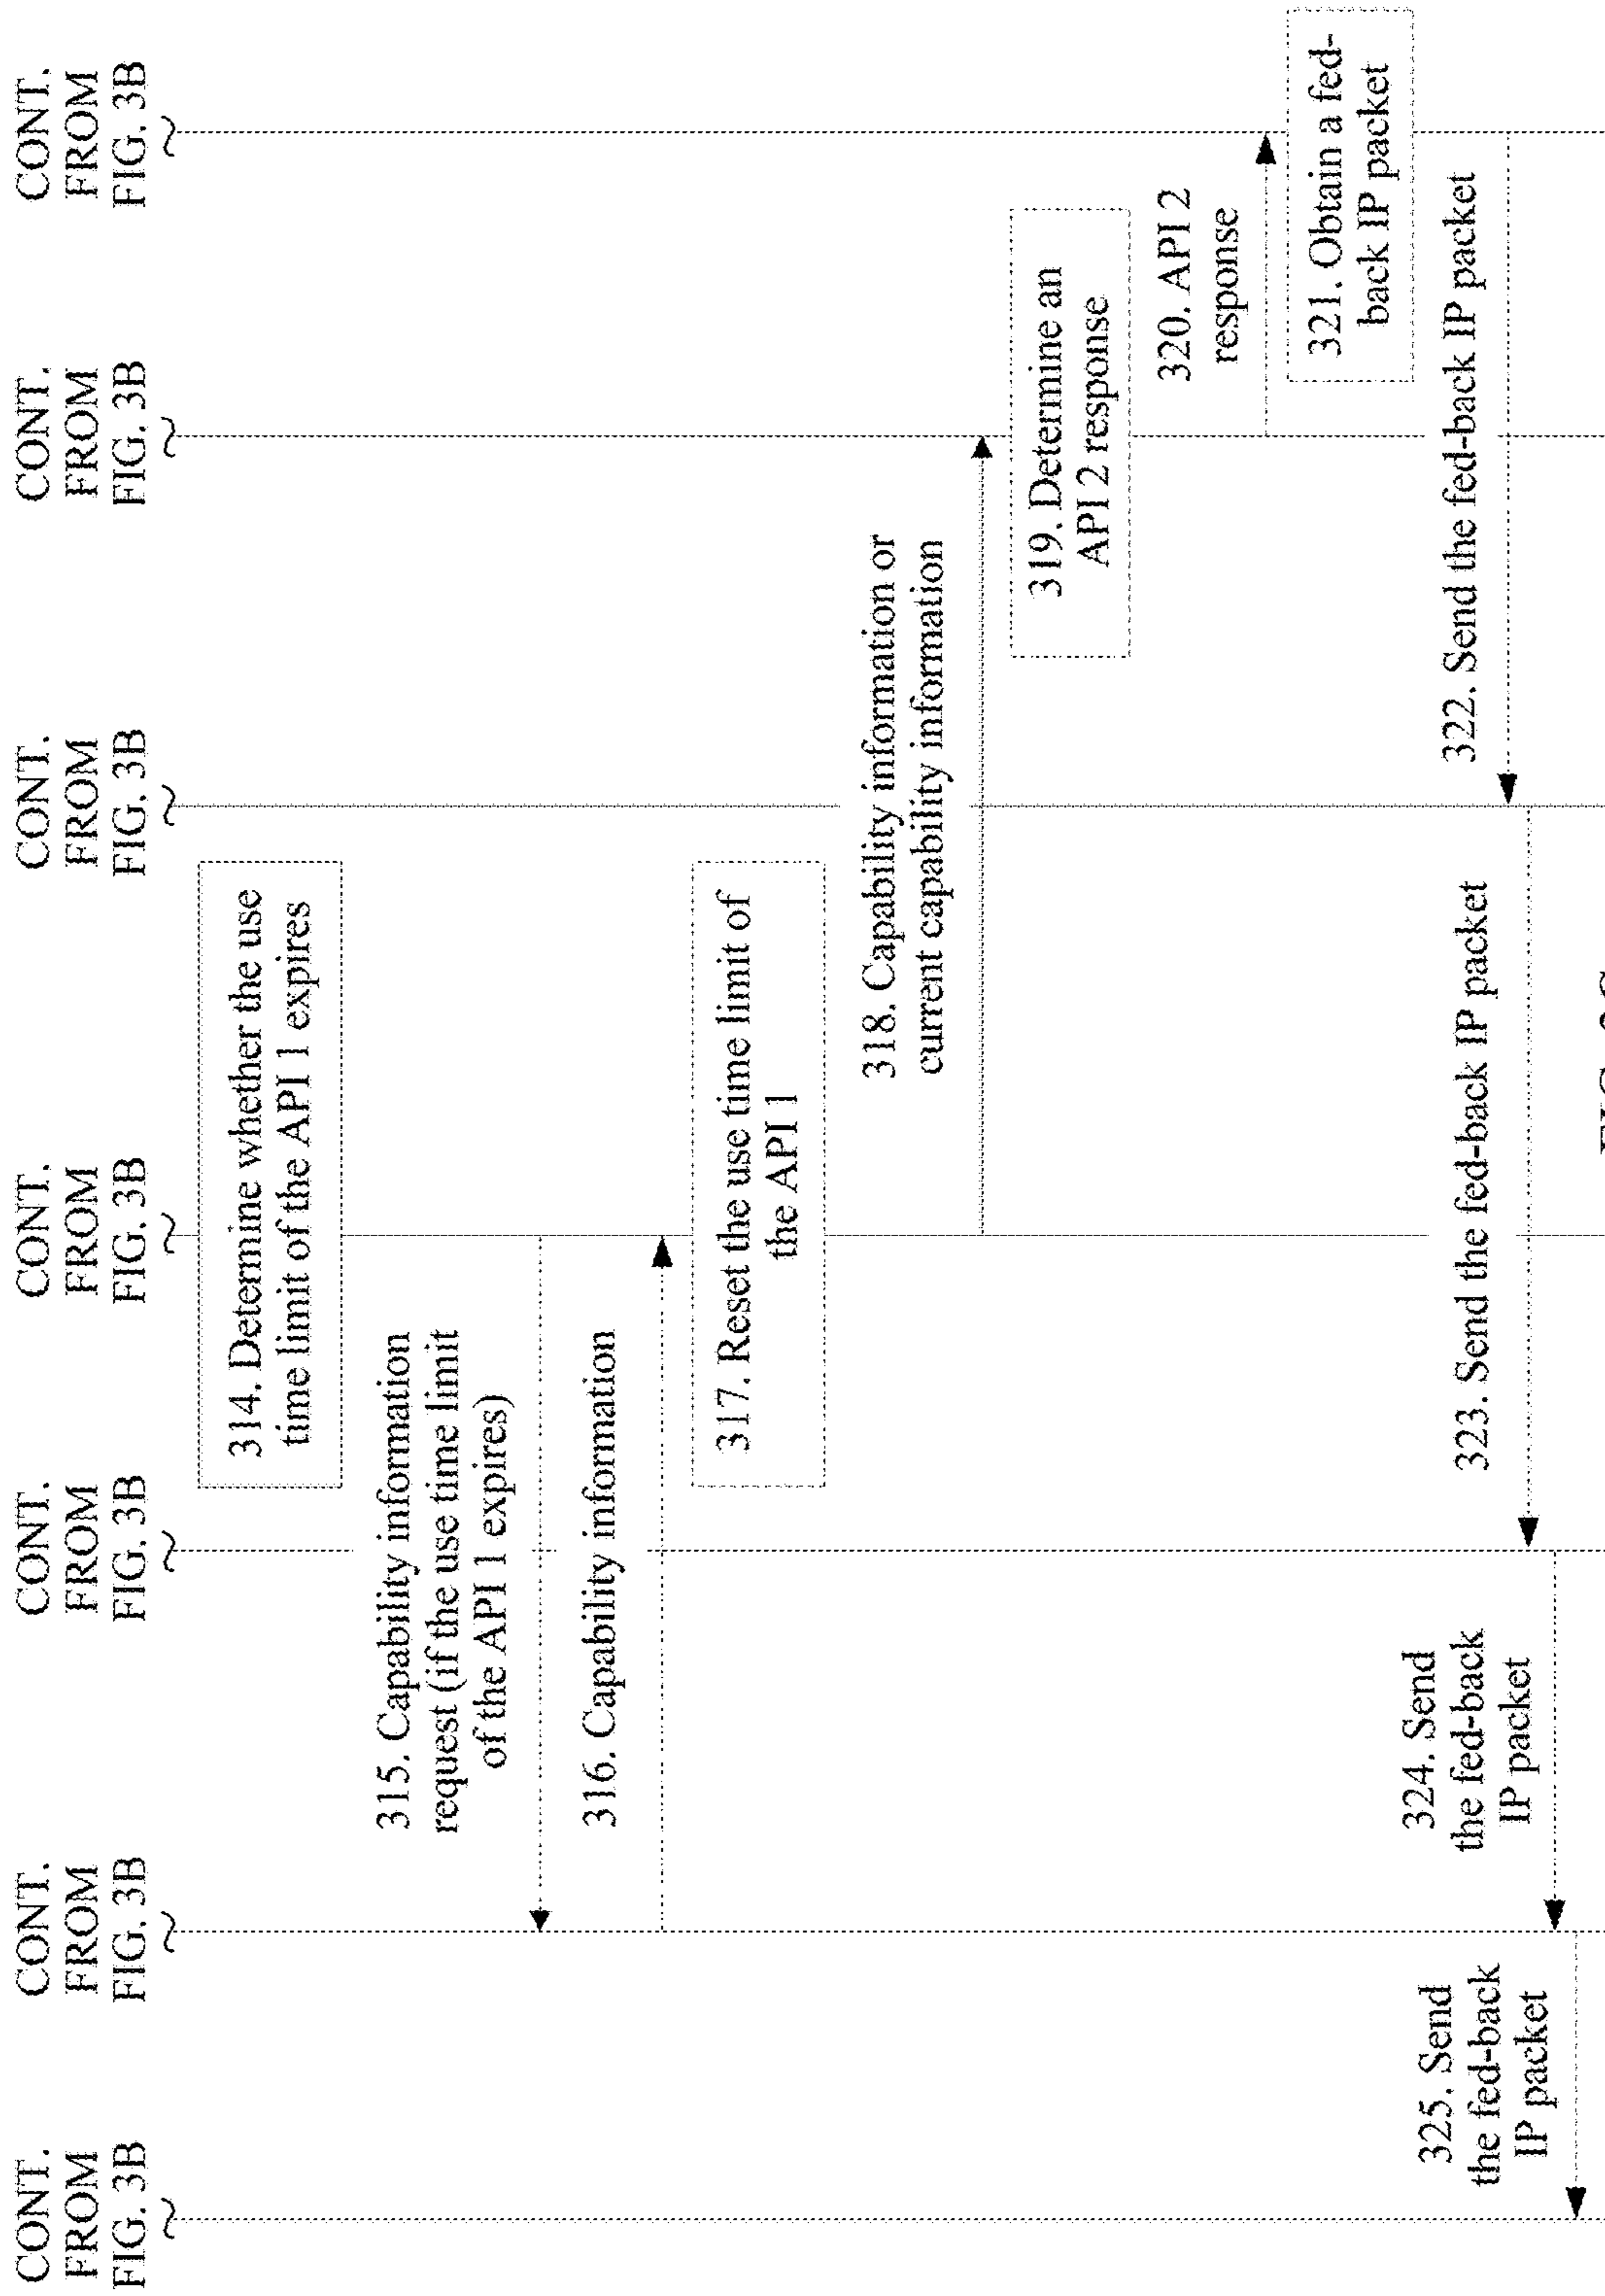 CONT.
FROM
FIG. 3B
CONT.
FROM
FIG. 3B
CONT.
FROM
FIG. 3B
CONT.
FROM
FIG. 3B
CONT.
FROM
FIG. 3B
CONT.
FROM
FIG. 3B
CONT.
FROM
FIG. 3B
314. Determine whether the use
time limit of the API 1 expires
315. Capability information
request (if the use time limit
of the API 1 expires)
316. Capability information
317. Reset the use time limit of
the API 1
318. Capability information or
current capability information
319. Determine an
API 2 response
320. API 2
response
321. Obtain a fed-
back IP packet
322. Send the fed-back IP packet
323. Send the fed-back IP packet
324. Send
the fed-back
IP packet
325. Send
the fed-back
IP packet